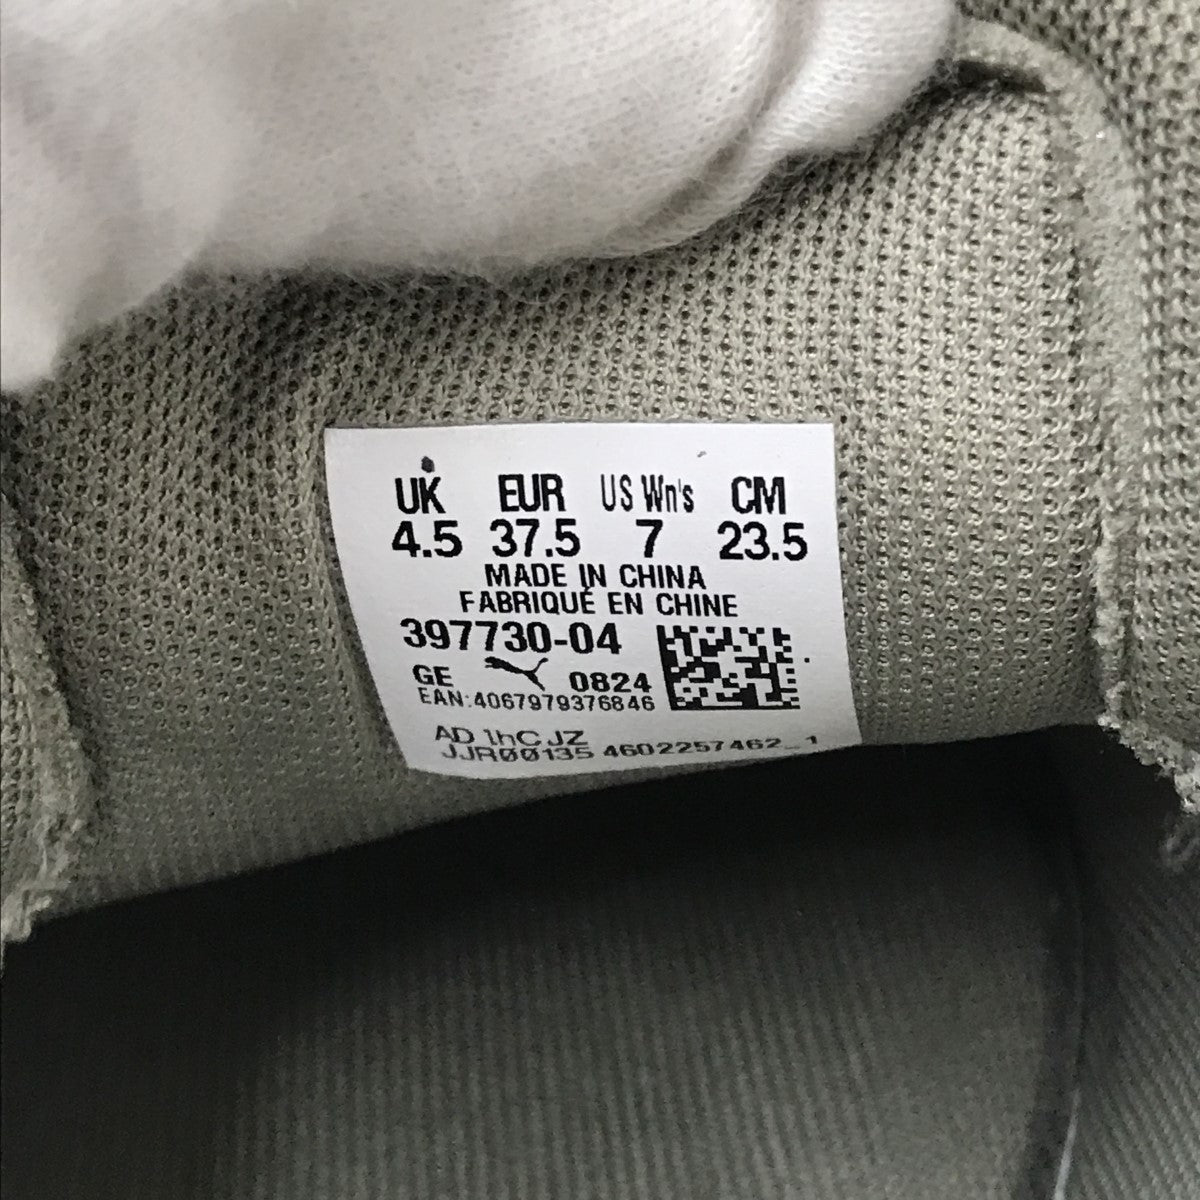 UK EUR US Wn's CM
4.5 37.5 7 23.5
MADE IN CHINA
FABRIQUÉ EN CHINE
397730-04
GE 0824
EAN:4067979376846
AD 1hC JZ
JJR00135 4602257462_1